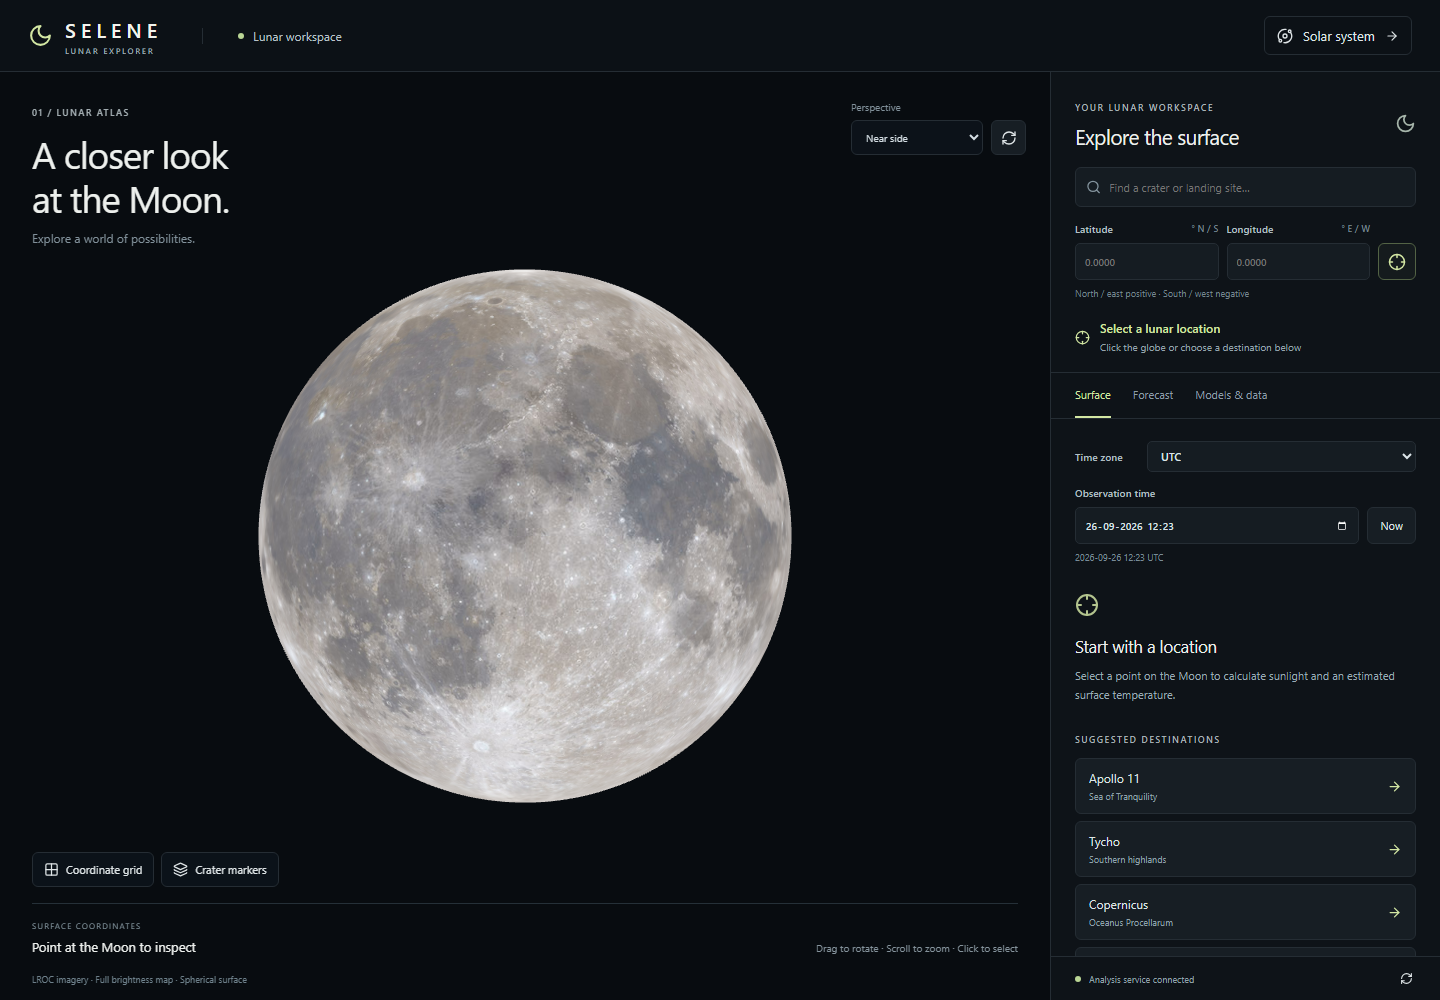 SELENE
LUNAR EXPLORER
Lunar workspace
Solar system
01 / LUNAR ATLAS
A closer look
at the Moon.
Explore a world of possibilities.
Perspective
Near side
Coordinate grid
Crater markers
SURFACE COORDINATES
Point at the Moon to inspect
Drag to rotate · Scroll to zoom · Click to select
LROC imagery · Full brightness map · Spherical surface
YOUR LUNAR WORKSPACE
Explore the surface
Find a crater or landing site...
Latitude ° N / S Longitude ° E / W
0.0000 0.0000
North / east positive · South / west negative
Select a lunar location
Click the globe or choose a destination below
Surface Forecast Models & data
Time zone UTC
Observation time
26-09-2026 12:23 Now
2026-09-26 12:23 UTC
Start with a location
Select a point on the Moon to calculate sunlight and an estimated
surface temperature.
SUGGESTED DESTINATIONS
Apollo 11
Sea of Tranquility
Tycho
Southern highlands
Copernicus
Oceanus Procellarum
Analysis service connected